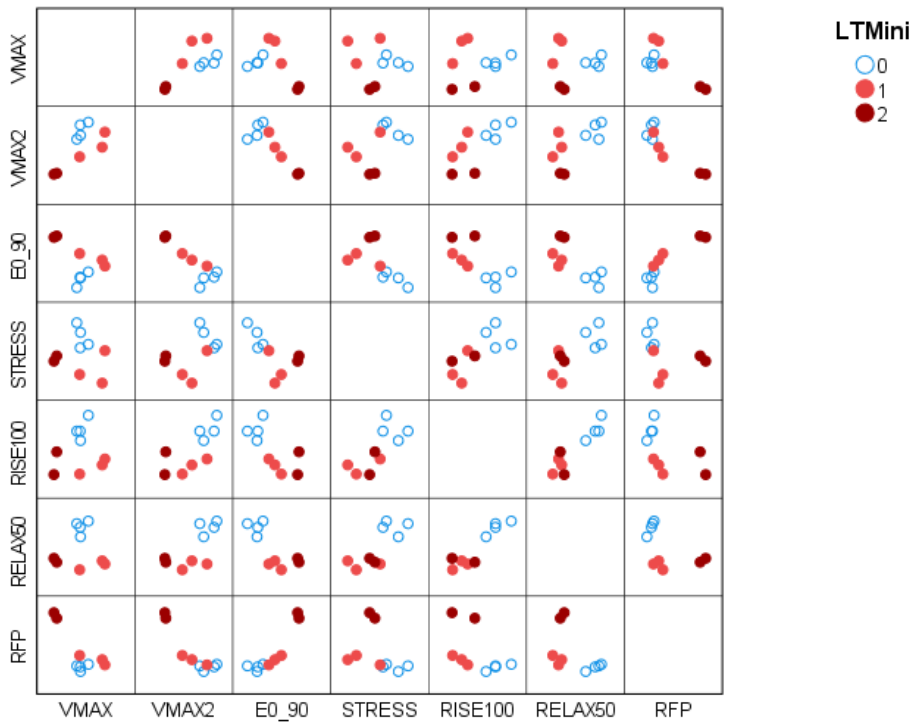 LTMini
0
1
2
VMAX
VMAX2
E0_90
STRESS
RISE100
RELAX50
RFP
VMAX VMAX2 E0_90 STRESS RISE100 RELAX50 RFP